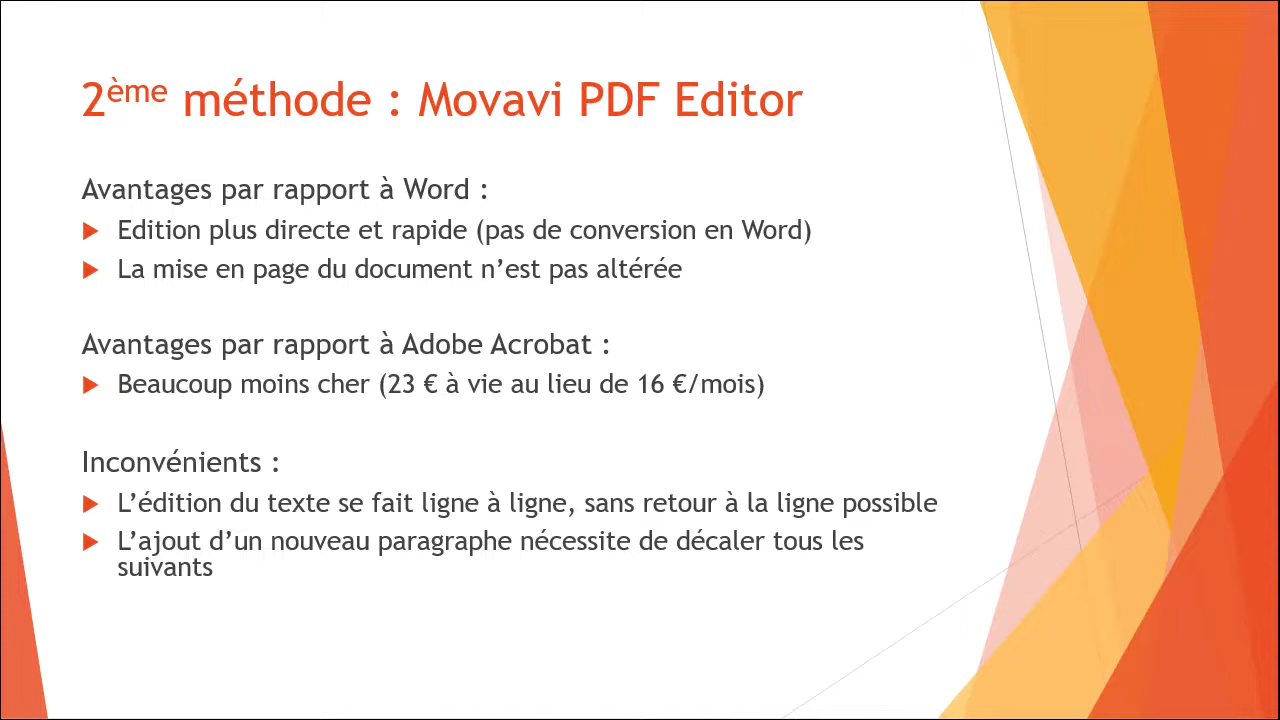 2ème méthode : Movavi PDF Editor
Avantages par rapport à Word :
Edition plus directe et rapide (pas de conversion en Word)
La mise en page du document n’est pas altérée
Avantages par rapport à Adobe Acrobat :
Beaucoup moins cher (23 € à vie au lieu de 16 €/mois)
Inconvénients :
L’édition du texte se fait ligne à ligne, sans retour à la ligne possible
L’ajout d’un nouveau paragraphe nécessite de décaler tous les
suivants